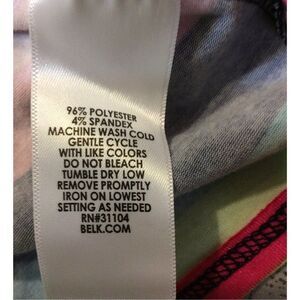 96% POLYESTER
4% SPANDEX
MACHINE WASH COLD
GENTLE CYCLE
WITH LIKE COLORS
DO NOT BLEACH
TUMBLE DRY LOW
REMOVE PROMPTLY
IRON ON LOWEST
SETTING AS NEEDED
RN#31104
BELK.COM